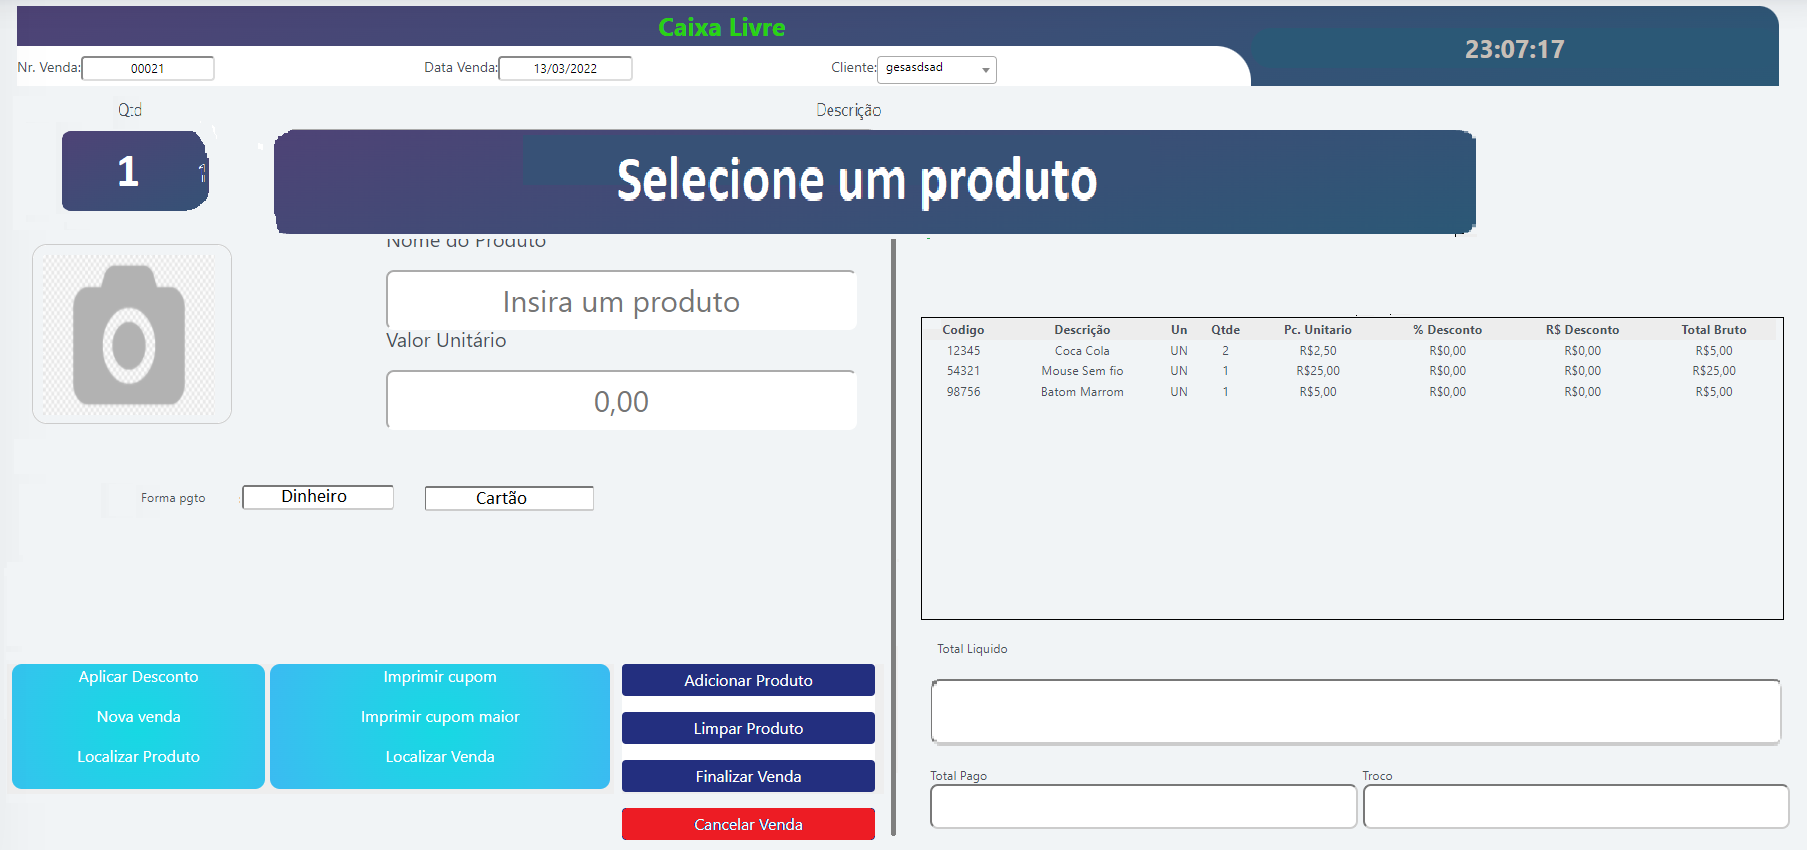 Caixa Livre
23:07:17
Nr. Venda: 00021 Data Venda: 13/03/2022 Cliente: gesasdsad
Qtd Descrição
1 Selecione um produto
Nome do Produto
Insira um produto
Valor Unitário
0,00
Forma pgto Dinheiro Cartão
Aplicar Desconto
Nova venda
Localizar Produto
Imprimir cupom
Imprimir cupom maior
Localizar Venda
Adicionar Produto
Limpar Produto
Finalizar Venda
Cancelar Venda
Codigo Descrição Un Qtde Pc. Unitario % Desconto R$ Desconto Total Bruto
12345 Coca Cola UN 2 R$2,50 R$0,00 R$0,00 R$5,00
54321 Mouse Sem fio UN 1 R$25,00 R$0,00 R$0,00 R$25,00
98756 Batom Marrom UN 1 R$5,00 R$0,00 R$0,00 R$5,00
Total Liquido
Total Pago Troco